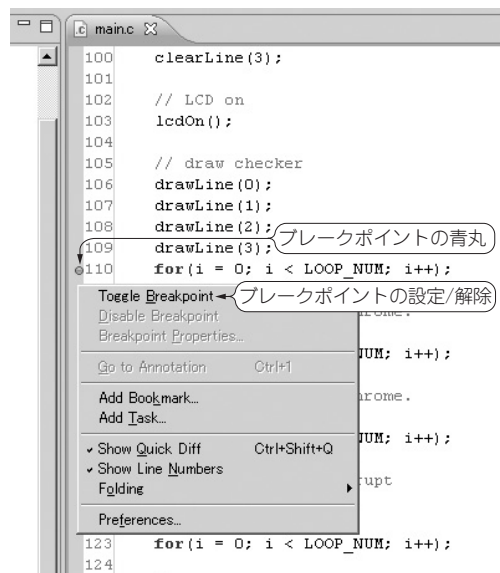 main.c
100 clearLine(3);
101
102 // LCD on
103 lcdOn();
104
105 // draw checker
106 drawLine(0);
107 drawLine(1);
108 drawLine(2);
109 drawLine(3);
ブレークポイントの青丸
110 for(i = 0; i < LOOP_NUM; i++);
Toggle Breakpoint
ブレークポイントの設定/解除
Disable Breakpoint
Breakpoint Properties...
rome.
NUM; i++);
Go to Annotation Ctrl+1
Add Bookmark...
rome.
Add Task...
NUM; i++);
Show Quick Diff Ctrl+Shift+Q
Show Line Numbers
rupt
Folding
Preferences...
123 for(i = 0; i < LOOP_NUM; i++);
124